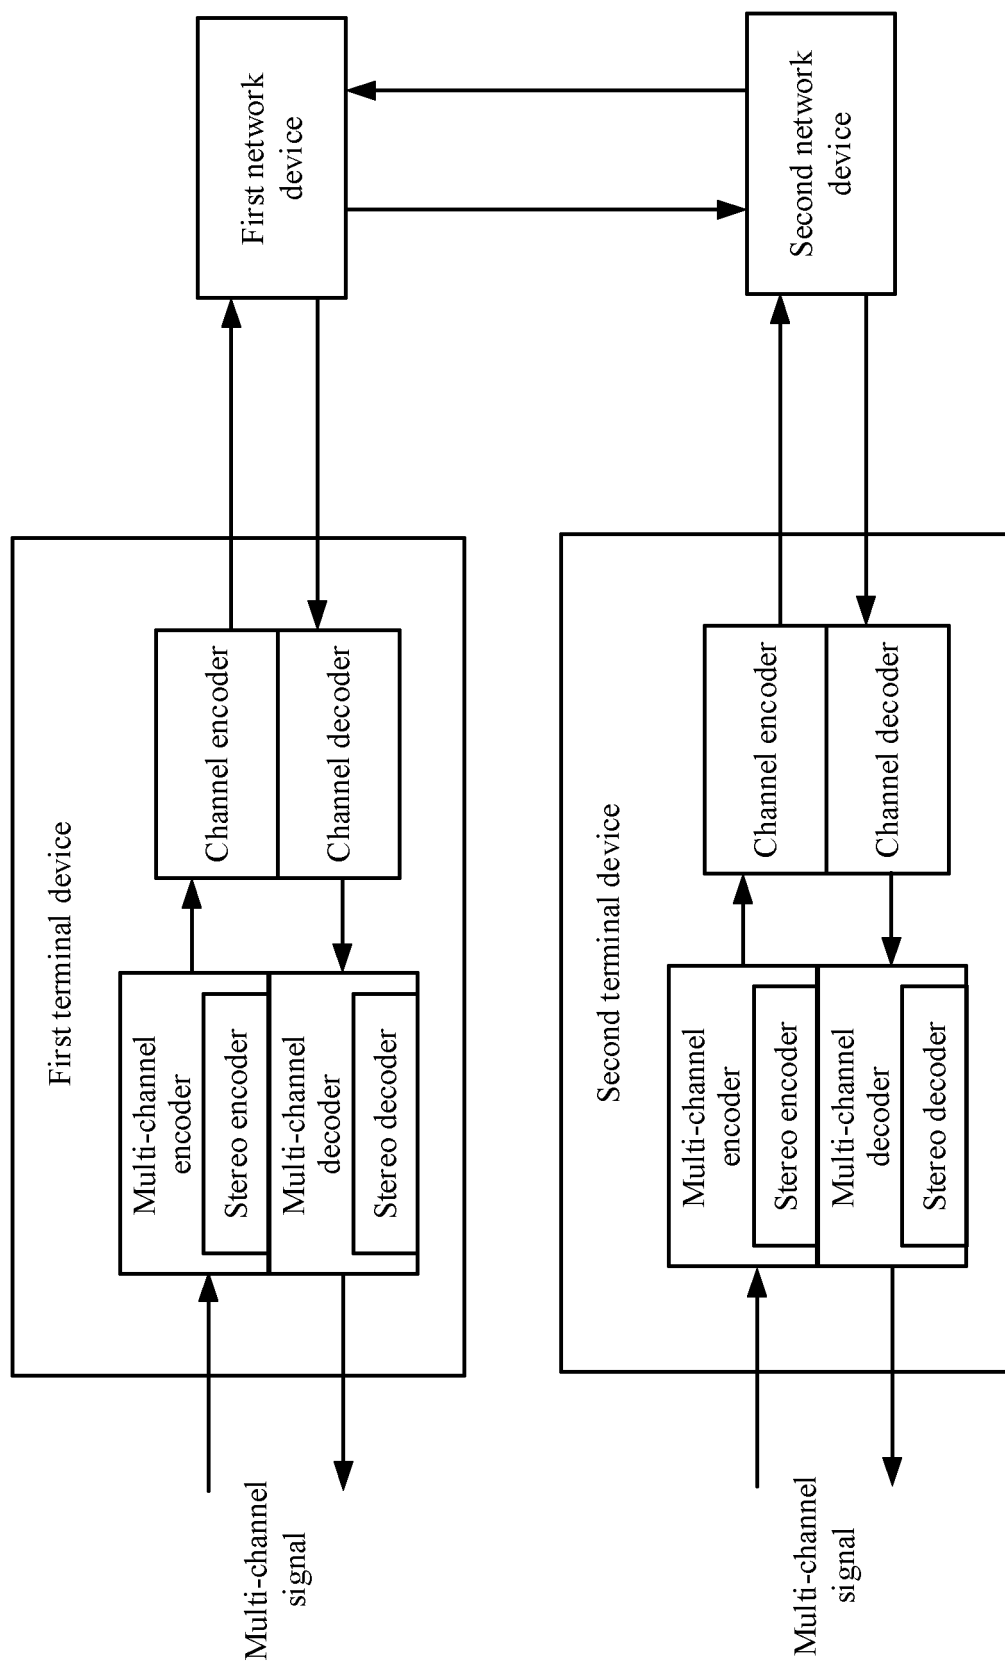 First terminal device
Multi-channel
signal
Multi-channel
encoder
Stereo encoder
Multi-channel
decoder
Stereo decoder
Channel encoder
Channel decoder
First network
device
Second terminal device
Multi-channel
signal
Multi-channel
encoder
Stereo encoder
Multi-channel
decoder
Stereo decoder
Channel encoder
Channel decoder
Second network
device